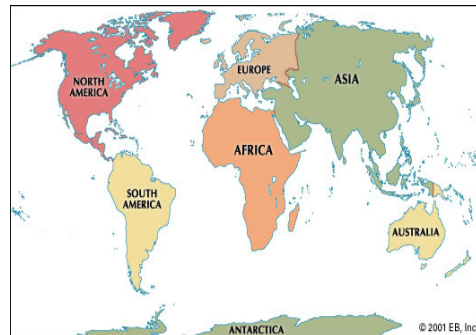 NORTH
AMERICA
EUROPE
ASIA
AFRICA
SOUTH
AMERICA
AUSTRALIA
ANTARCTICA
© 2001 EB, Inc